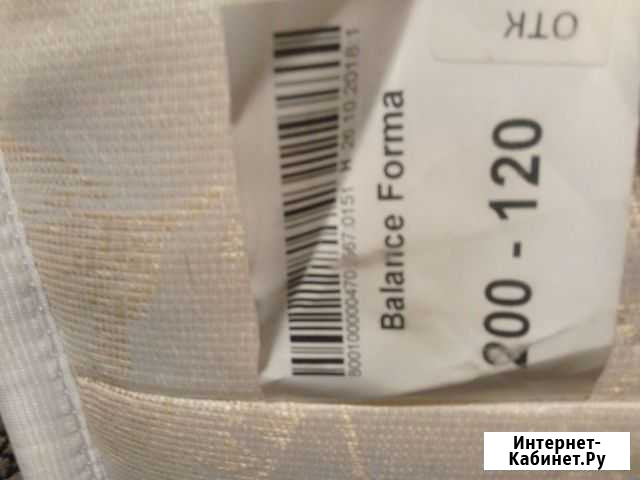 ОТК
200 - 120
Balance Forma
Интернет-
Кабинет.Ру